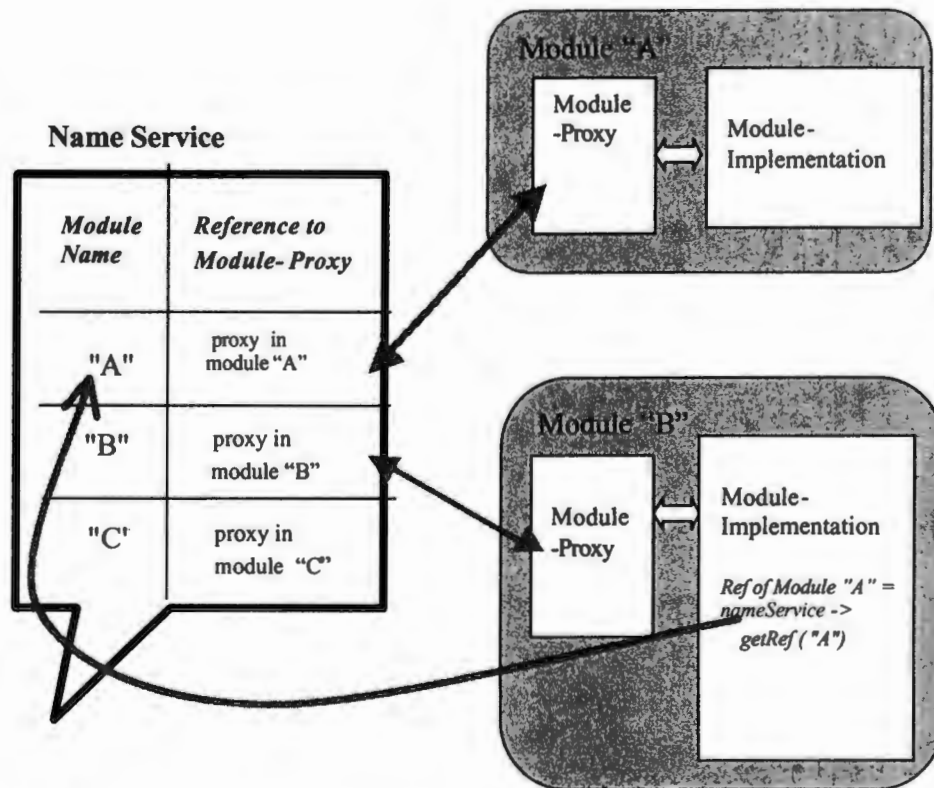 Name Service
Module
Name
Reference to
Module- Proxy
"A"
proxy in
module “A”
"B"
proxy in
module “B”
"C'
proxy in
module “C”
Module “A”
Module
-Proxy
Module-
Implementation
Module “B”
Module
-Proxy
Module-
Implementation
Ref of Module "A" =
nameService ->
getRef ( "A")